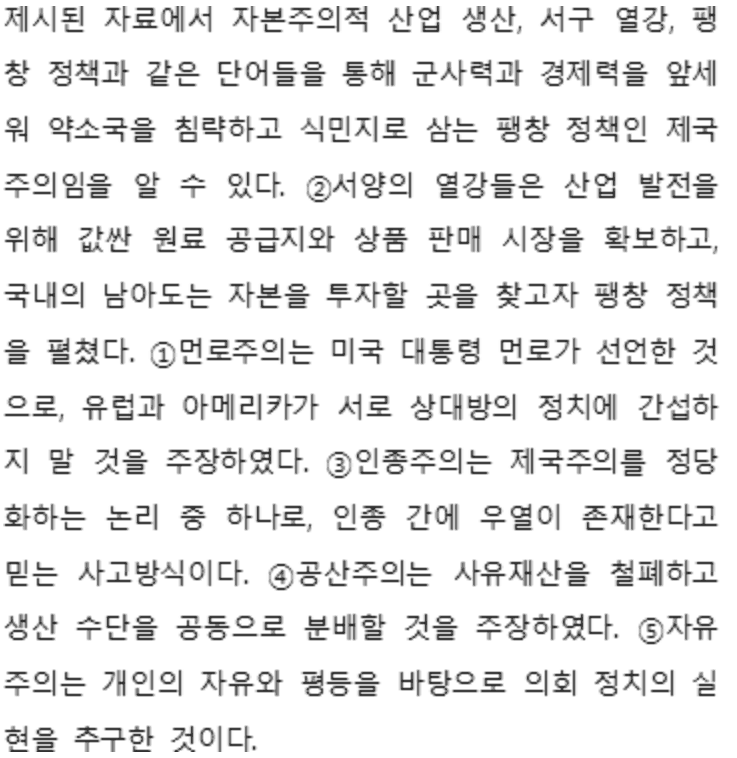 제시된 자료에서 자본주의적 산업 생산, 서구 열강, 팽
창 정책과 같은 단어들을 통해 군사력과 경제력을 앞세
워 약소국을 침략하고 식민지로 삼는 팽창 정책인 제국
주의임을 알 수 있다. ②서양의 열강들은 산업 발전을
위해 값싼 원료 공급지와 상품 판매 시장을 확보하고,
국내의 남아도는 자본을 투자할 곳을 찾고자 팽창 정책
을 펼쳤다. ①먼로주의는 미국 대통령 먼로가 선언한 것
으로, 유럽과 아메리카가 서로 상대방의 정치에 간섭하
지 말 것을 주장하였다. ③인종주의는 제국주의를 정당
화하는 논리 중 하나로, 인종 간에 우열이 존재한다고
믿는 사고방식이다. ④공산주의는 사유재산을 철폐하고
생산 수단을 공동으로 분배할 것을 주장하였다. ⑤자유
주의는 개인의 자유와 평등을 바탕으로 의회 정치의 실
현을 추구한 것이다.